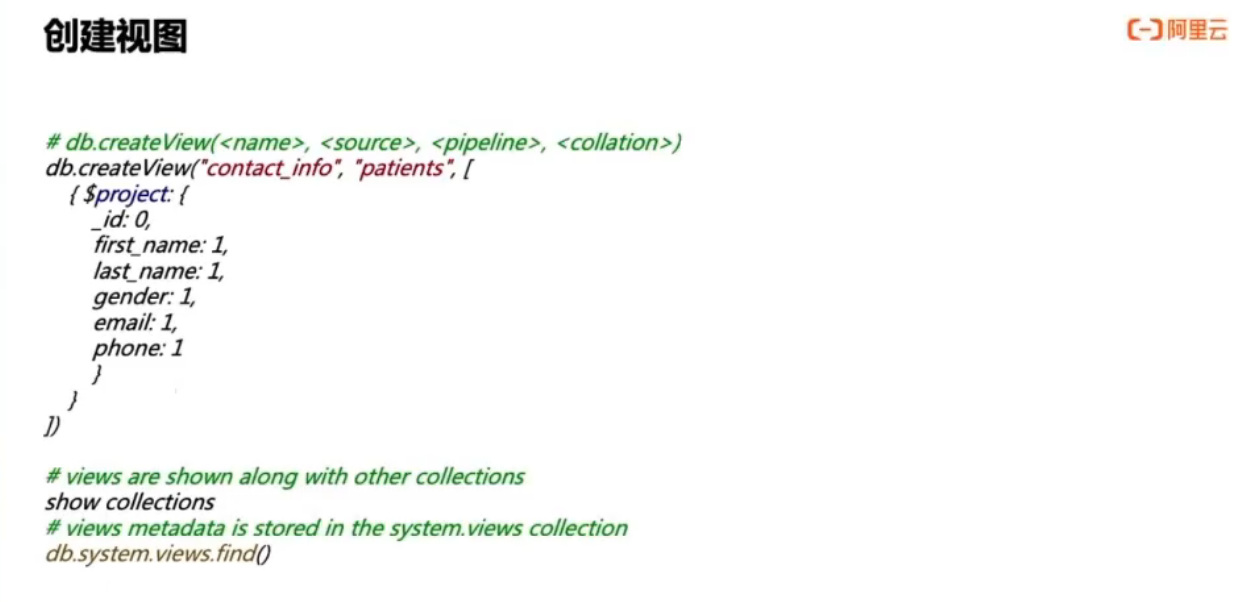 创建视图
阿里云
# db.createView(<name>, <source>, <pipeline>, <collation>)
db.createView("contact_info", "patients", [
{ $project: {
_id: 0,
first_name: 1,
last_name: 1,
gender: 1,
email: 1,
phone: 1
}
}
])
# views are shown along with other collections
show collections
# views metadata is stored in the system.views collection
db.system.views.find()